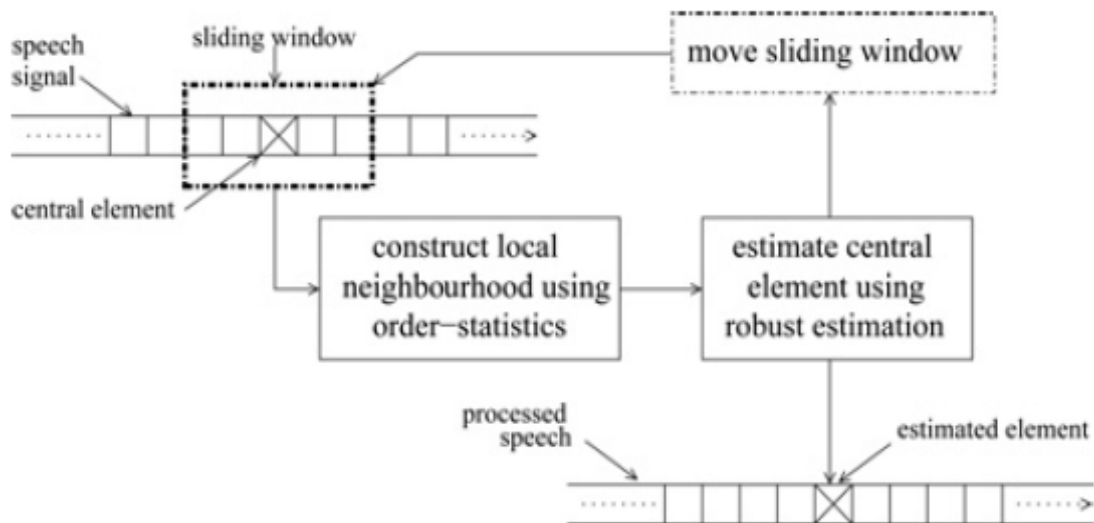 speech
signal
sliding window
move sliding window
central element
construct local
neighbourhood using
order-statistics
estimate central
element using
robust estimation
processed
speech
estimated element